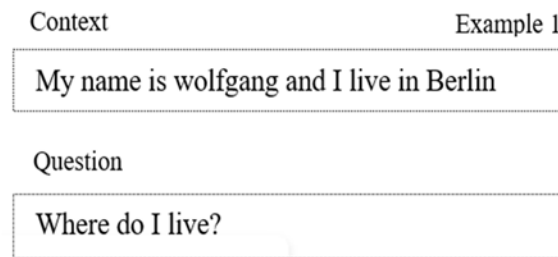 Context
Example 1
My name is wolfgang and I live in Berlin
Question
Where do I live?